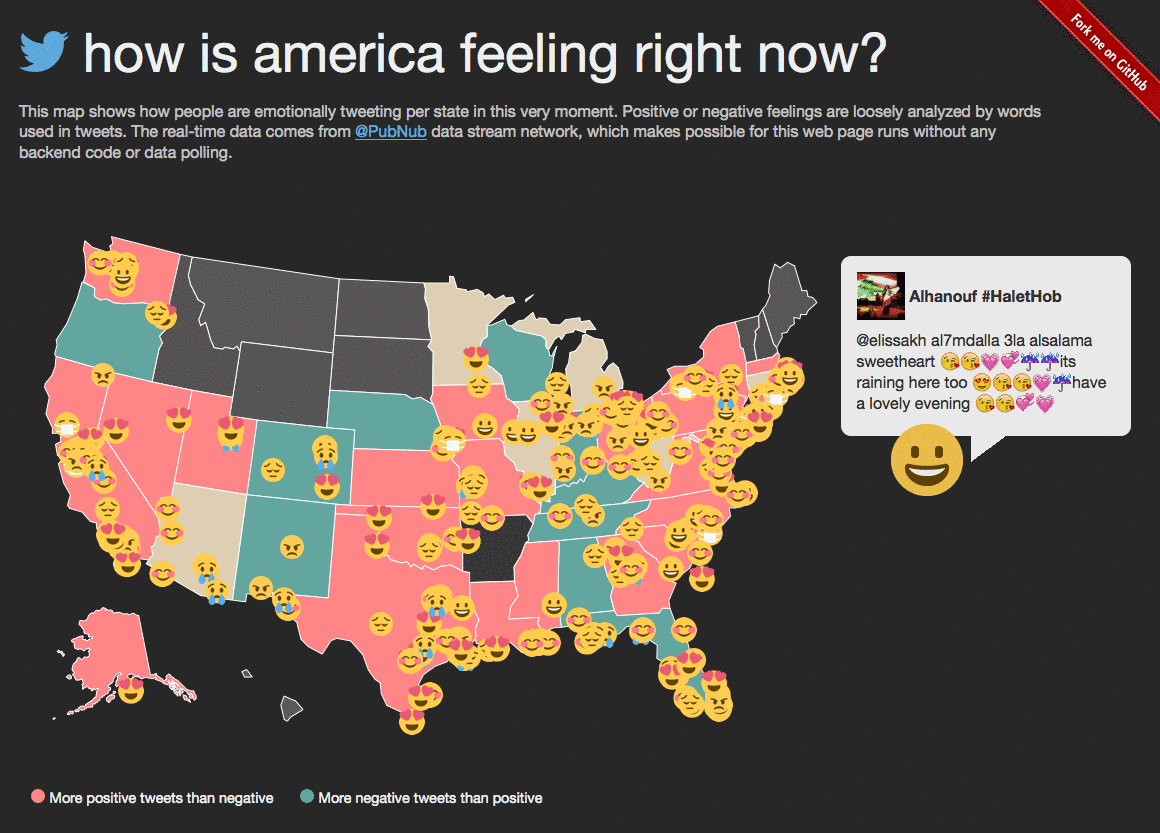 how is america feeling right now?
Fork me on GitHub
This map shows how people are emotionally tweeting per state in this very moment. Positive or negative feelings are loosely analyzed by words
used in tweets. The real-time data comes from @PubNub data stream network, which makes possible for this web page runs without any
backend code or data polling.
Alhanouf #HaletHob
@elissakh al7mdalla 3la alsalama
sweetheart 😘😘💗💞☔☔its
raining here too 😍😘😘💗☔have
a lovely evening 😘😘💞💗
More positive tweets than negative
More negative tweets than positive